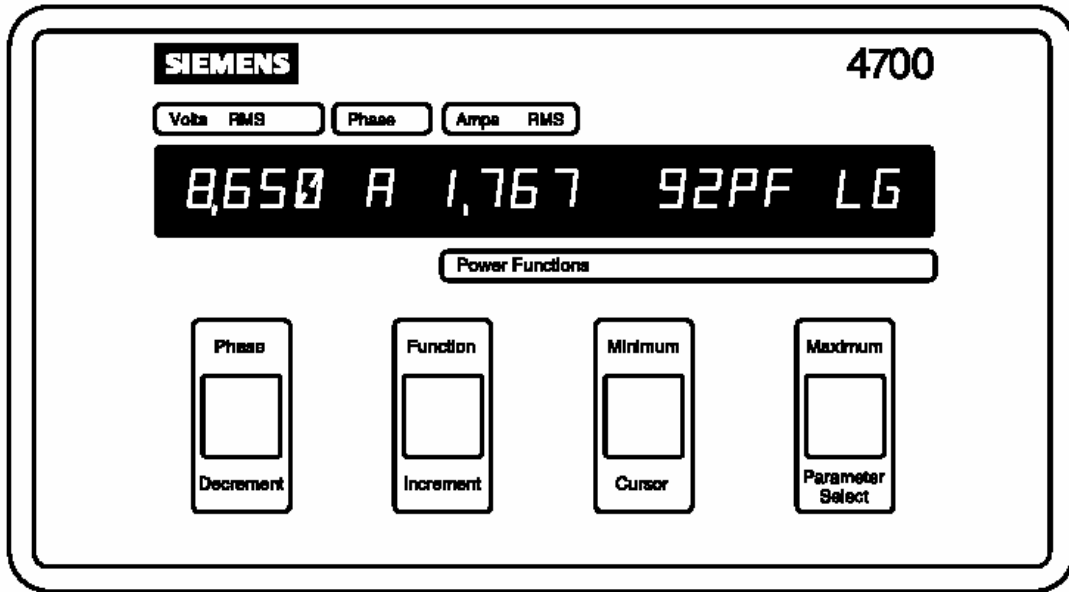 SIEMENS 4700
Volts RMS Phase Amps RMS
8,650 A 1,767 92PF LG
Power Functions
Phase Function Minimum Maximum
Decrement Increment Cursor Parameter
Select